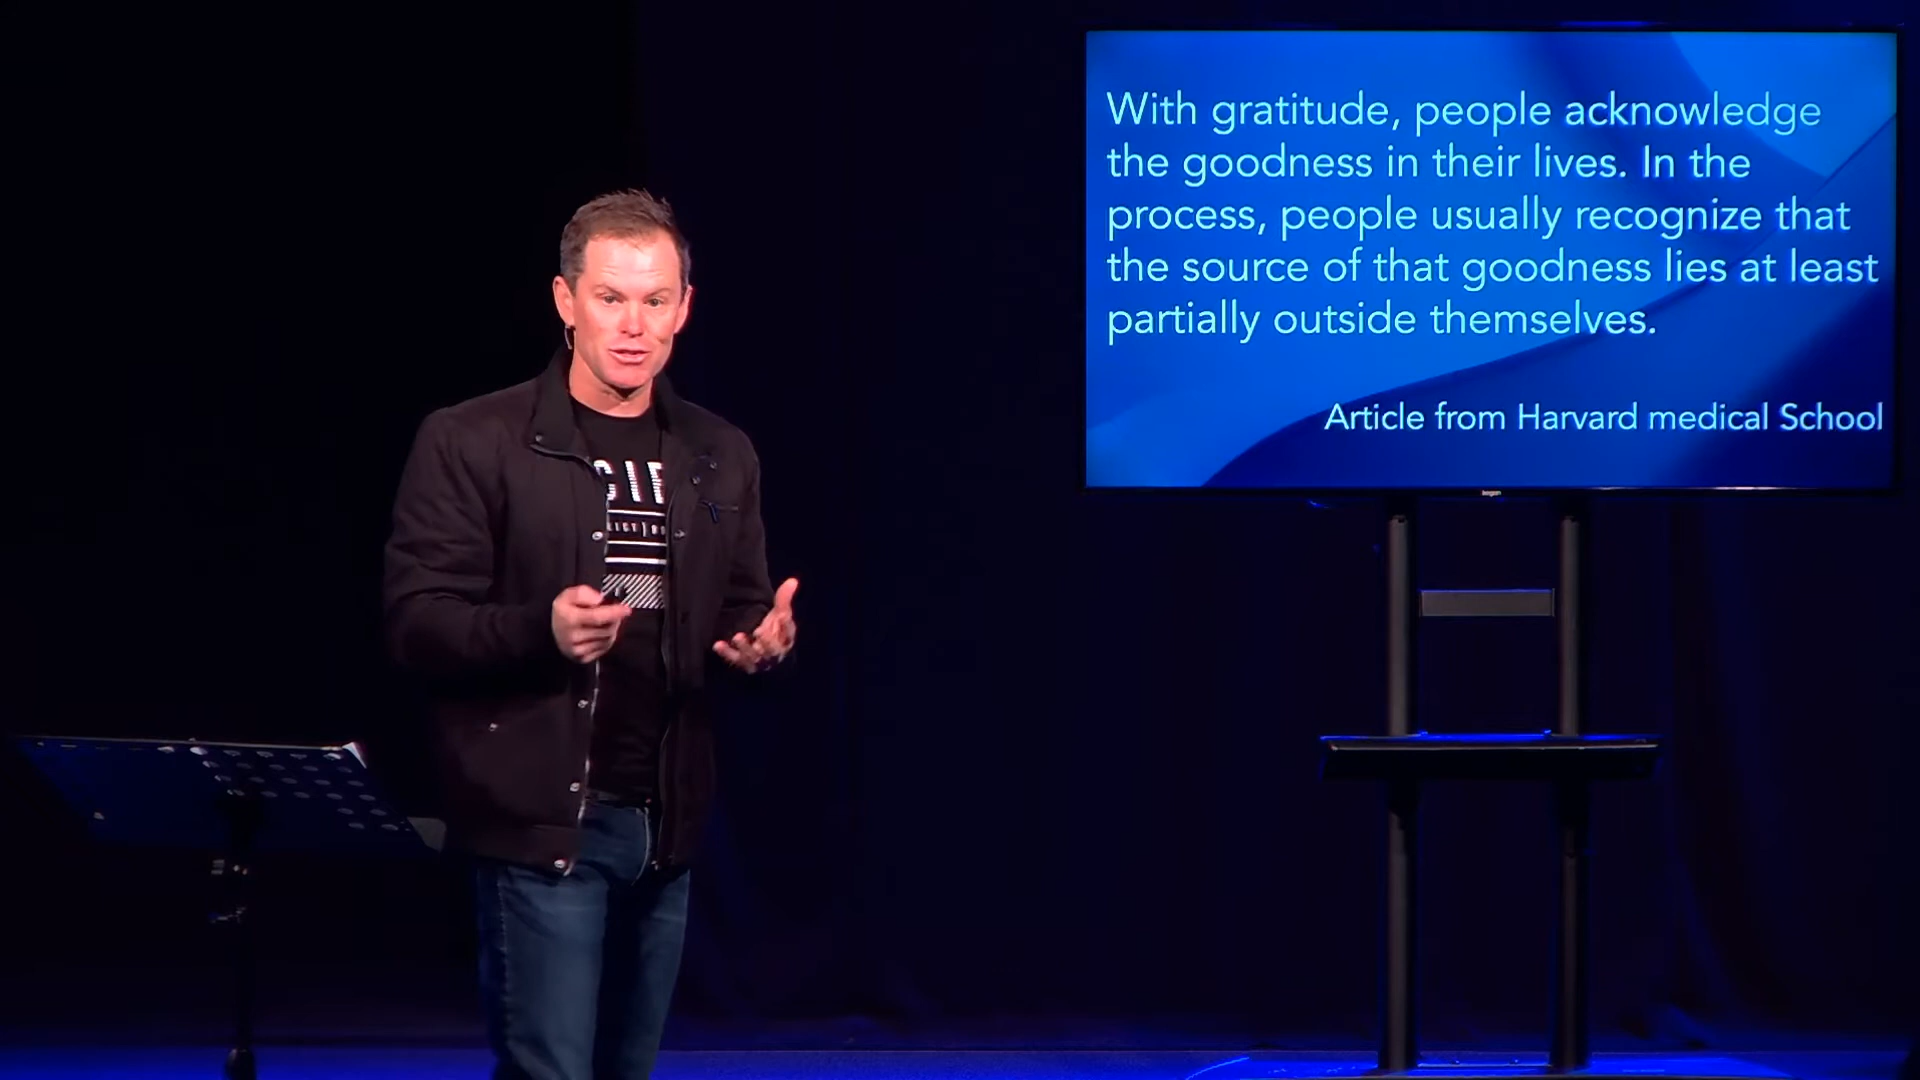 With gratitude, people acknowledge
the goodness in their lives. In the
process, people usually recognize that
the source of that goodness lies at least
partially outside themselves.
Article from Harvard medical School
CIE